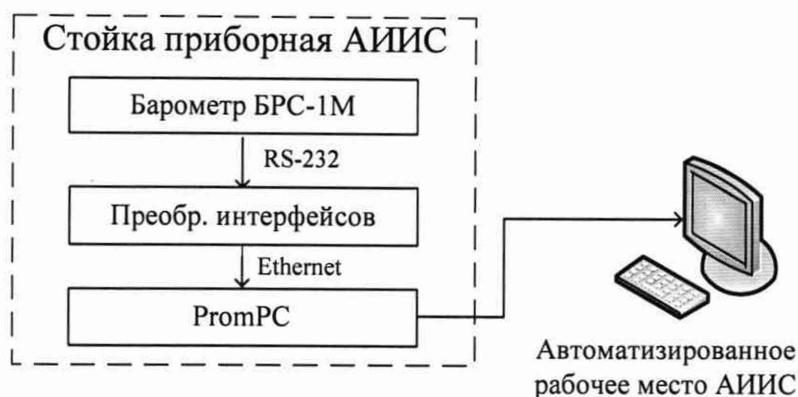 Стойка приборная АИИС
Барометр БРС-1М
RS-232
Преобр. интерфейсов
Ethernet
PromPC
Автоматизированное
рабочее место АИИС